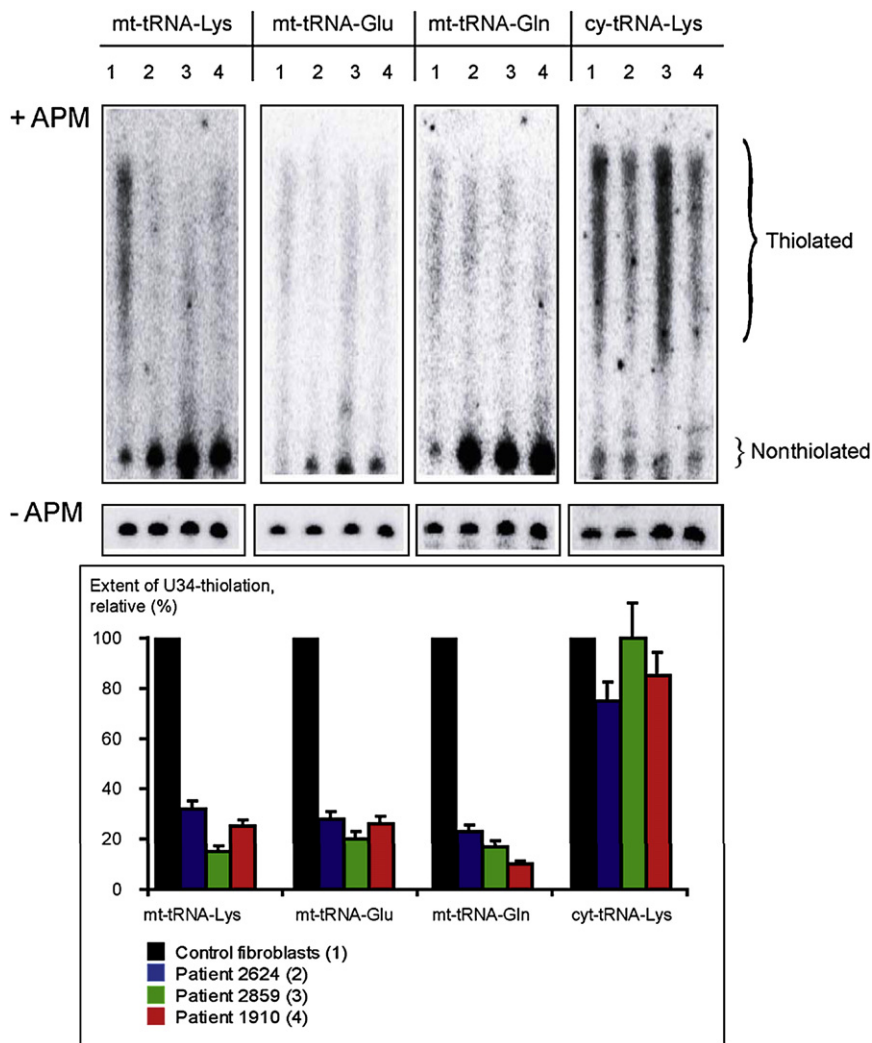 mt-tRNA-Lys mt-tRNA-Glu mt-tRNA-Gln cy-tRNA-Lys
1 2 3 4 1 2 3 4 1 2 3 4 1 2 3 4
+ APM
Thiolated
Nonthiolated
- APM
Extent of U34-thiolation,
relative (%)
100
80
60
40
20
0
mt-tRNA-Lys mt-tRNA-Glu mt-tRNA-Gln cyt-tRNA-Lys
Control fibroblasts (1)
Patient 2624 (2)
Patient 2859 (3)
Patient 1910 (4)